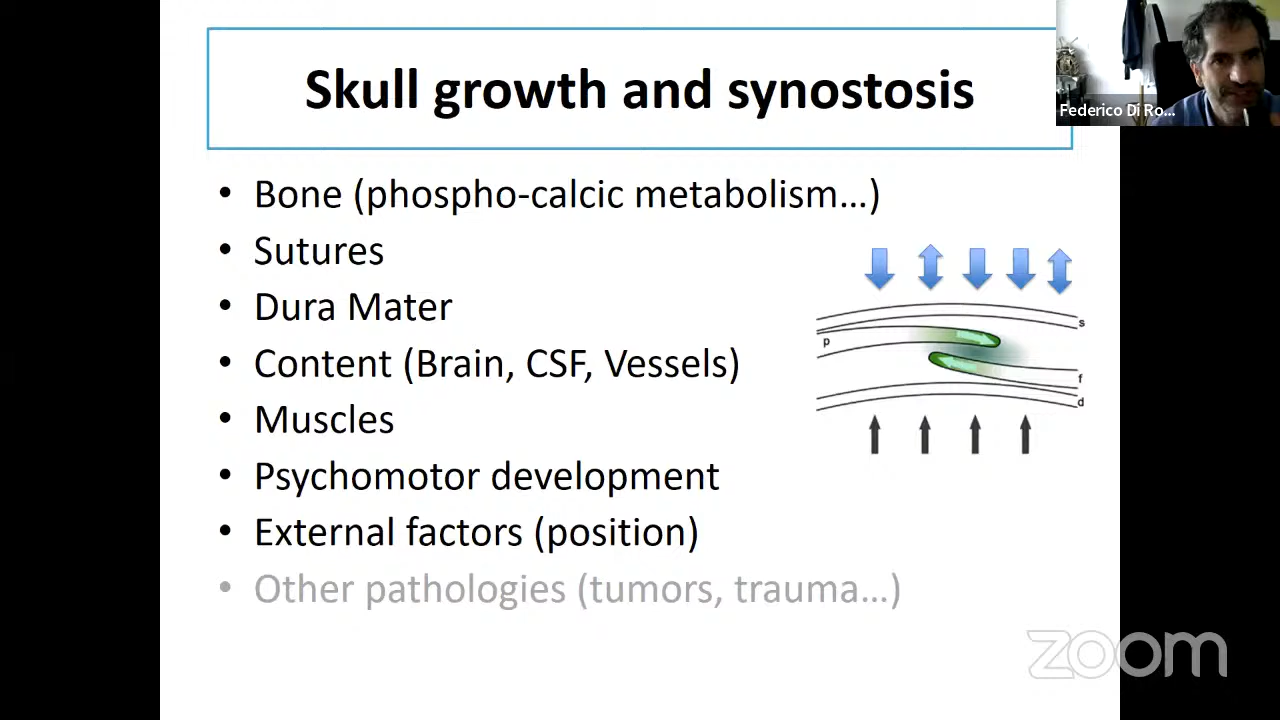 Skull growth and synostosis
Federico Di Ro...
• Bone (phospho-calcic metabolism…)
• Sutures
• Dura Mater
• Content (Brain, CSF, Vessels)
• Muscles
• Psychomotor development
• External factors (position)
• Other pathologies (tumors, trauma…)
s
p
f
d
zoom